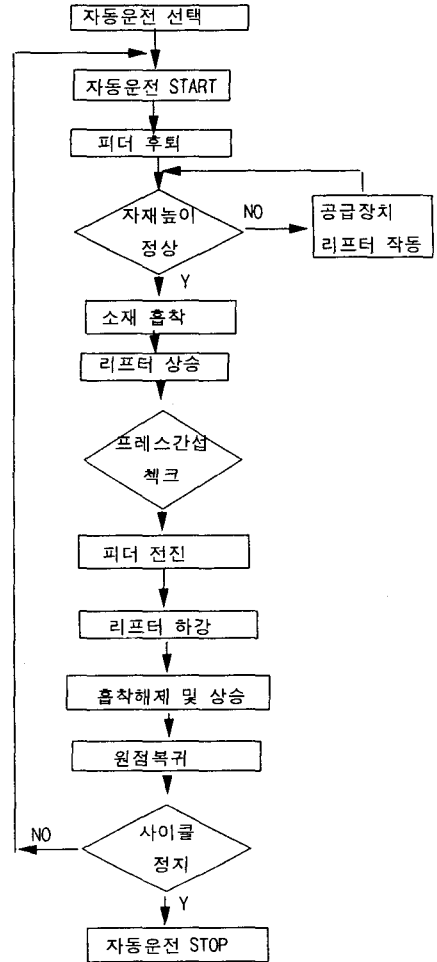 자동운전 선택
자동운전 START
피더 후퇴
자재높이
정상
NO
공급장치
리프터 작동
Y
소재 흡착
리프터 상승
프레스간섭
첵크
피더 전진
리프터 하강
흡착해제 및 상승
원점복귀
사이클
정지
NO
Y
자동운전 STOP